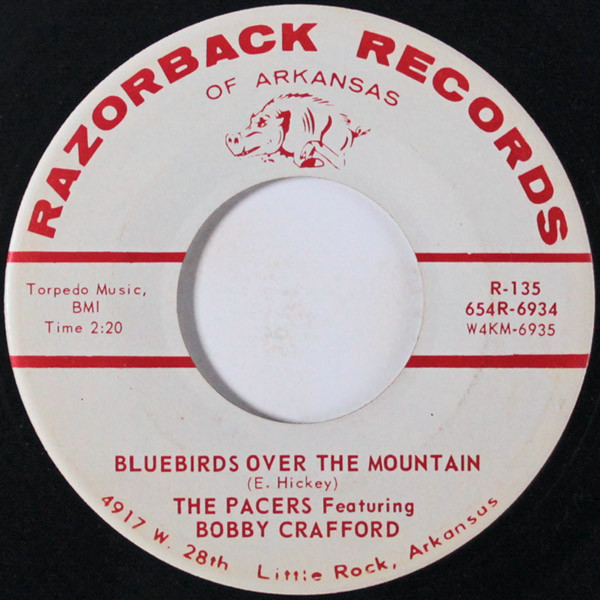 RAZORBACK RECORDS
OF ARKANSAS
Torpedo Music,
BMI
Time 2:20
R-135
654R-6934
W4KM-6935
BLUEBIRDS OVER THE MOUNTAIN
(E. Hickey)
THE PACERS Featuring
BOBBY CRAFFORD
4917 W. 28th Little Rock, Arkansas